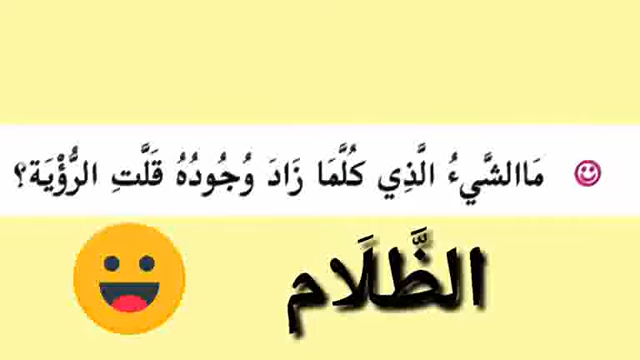 مَاالشَّيءُ الَّذِي كُلَّمَا زَادَ وُجُودُهُ قَلَّتِ الرُّؤْيَة؟
الظَّلَام